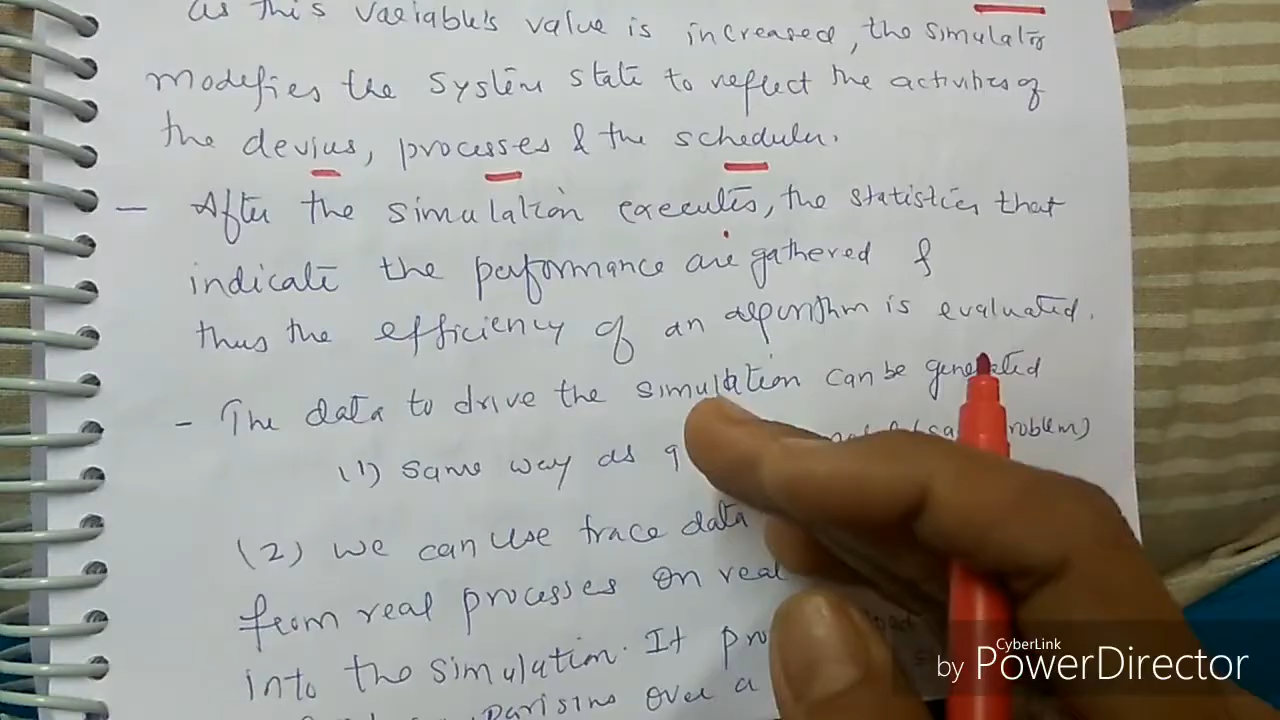 as this variable's value is increased, the simulator
modifies the system state to reflect the activities of
the devices, processes & the scheduler.
- After the simulation executes, the statistics that
indicate the performance are gathered &
thus the efficiency of an algorithm is evaluated.
- The data to drive the simulation can be generated
(1) same way as q problem)
(2) we can use trace data
from real processes on real
into the simulation. It pro
over a
CyberLink
by PowerDirector